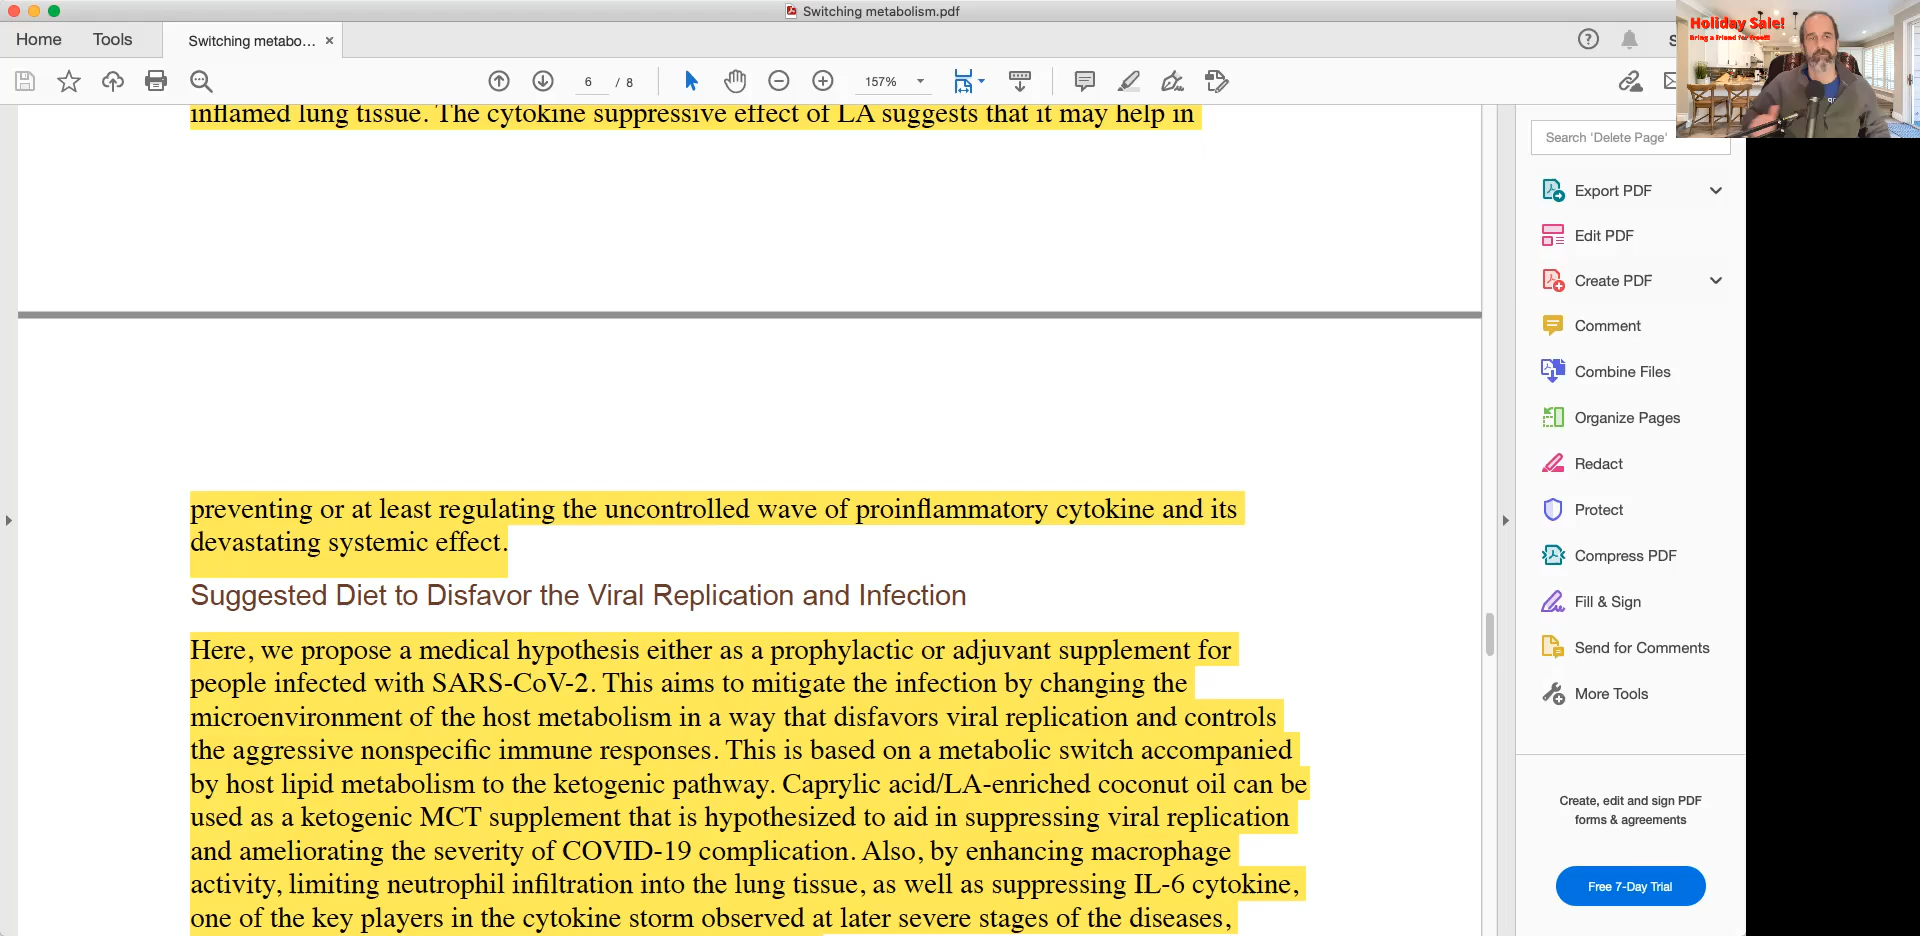 Switching metabolism.pdf
Home
Tools
Switching metabo... ×
6 / 8
157%
Holiday Sale!
Bring a friend for free!!!
inflamed lung tissue. The cytokine suppressive effect of LA suggests that it may help in
preventing or at least regulating the uncontrolled wave of proinflammatory cytokine and its
devastating systemic effect.
Suggested Diet to Disfavor the Viral Replication and Infection
Here, we propose a medical hypothesis either as a prophylactic or adjuvant supplement for
people infected with SARS-CoV-2. This aims to mitigate the infection by changing the
microenvironment of the host metabolism in a way that disfavors viral replication and controls
the aggressive nonspecific immune responses. This is based on a metabolic switch accompanied
by host lipid metabolism to the ketogenic pathway. Caprylic acid/LA-enriched coconut oil can be
used as a ketogenic MCT supplement that is hypothesized to aid in suppressing viral replication
and ameliorating the severity of COVID-19 complication. Also, by enhancing macrophage
activity, limiting neutrophil infiltration into the lung tissue, as well as suppressing IL-6 cytokine,
one of the key players in the cytokine storm observed at later severe stages of the diseases,
Search 'Delete Page'
Export PDF
Edit PDF
Create PDF
Comment
Combine Files
Organize Pages
Redact
Protect
Compress PDF
Fill & Sign
Send for Comments
More Tools
Create, edit and sign PDF
forms & agreements
Free 7-Day Trial